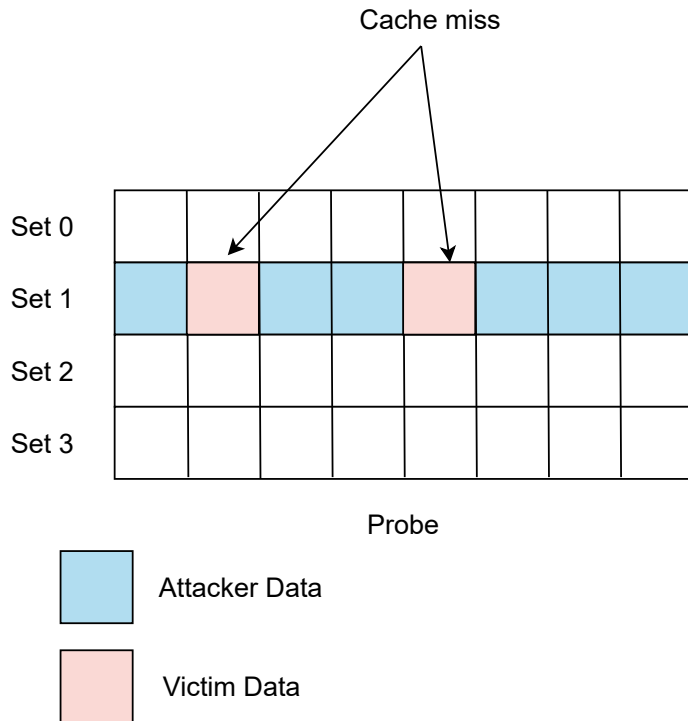 Cache miss
Set 0
Set 1
Set 2
Set 3
Probe
Attacker Data
Victim Data